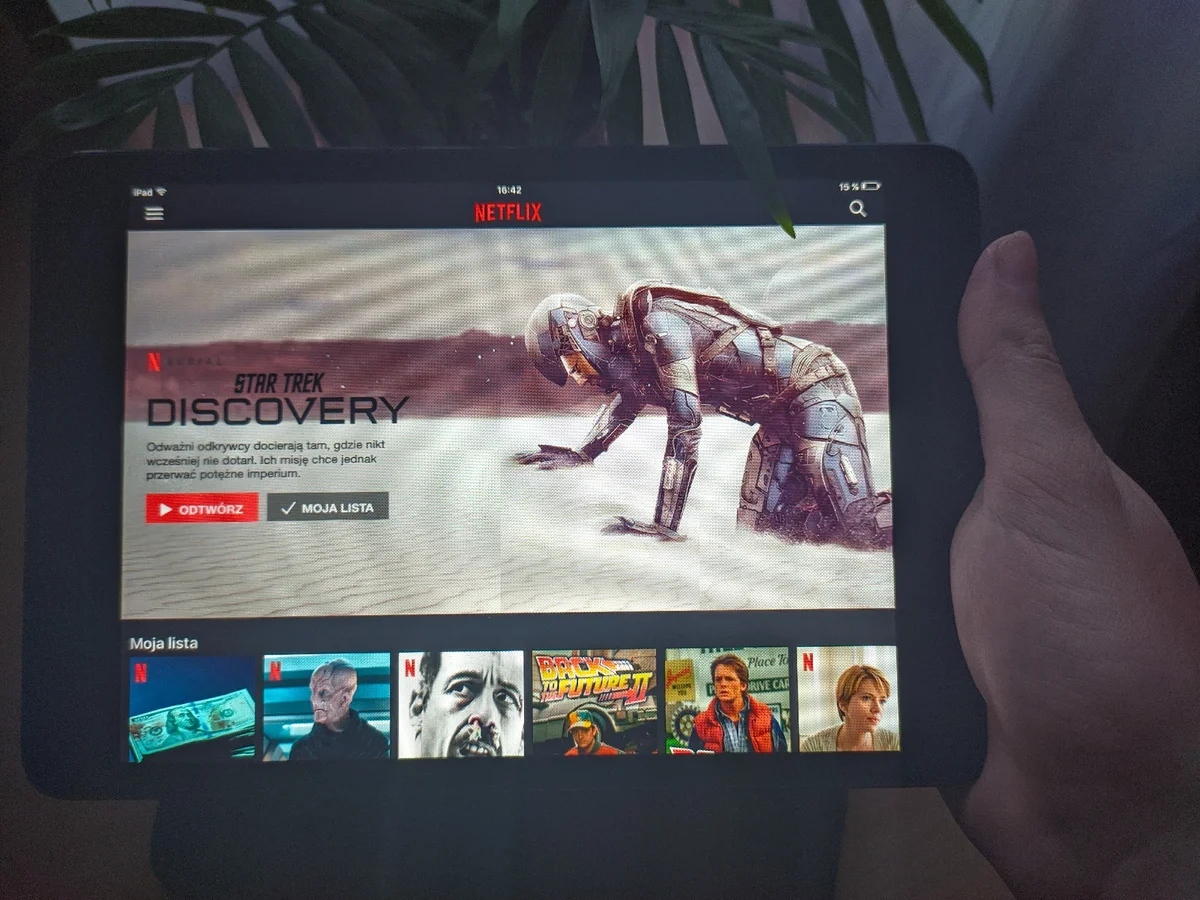 iPad
16:42
15 %
NETFLIX
N SERIAL
STAR TREK
DISCOVERY
Odważni odkrywcy docierają tam, gdzie nikt
wcześniej nie dotarł. Ich misję chce jednak
przerwać potężne imperium.
ODTWÓRZ
MOJA LISTA
Moja lista
N
N
N
BACK
TO THE FUTURE II
Place To
DRIVE CAR
N